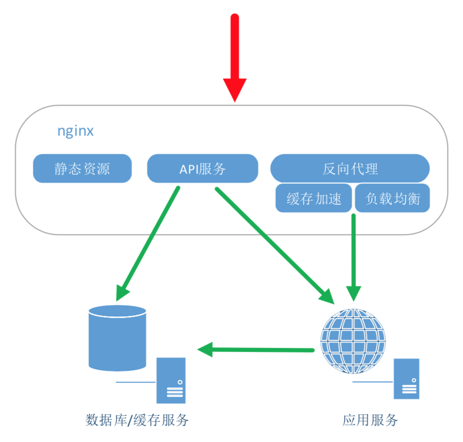 nginx
静态资源
API服务
反向代理
缓存加速
负载均衡
数据库/缓存服务
应用服务